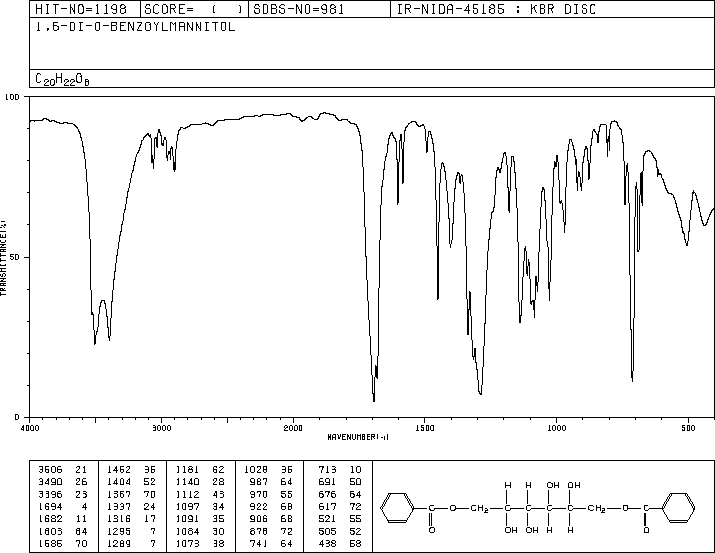 HIT-NO=1198 SCORE= ( ) SDBS-NO=981 IR-NIDA-45185 : KBR DISC
1,6-DI-O-BENZOYLMANNITOL
C20H22O8
100
50
0
TRANSMITTANCE(%)
4000 3000 2000 1500 1000 500
WAVENUMBER(-1)
3506 21 1452 36 1181 62 1028 36 713 10
3490 26 1404 52 1140 28 987 64 691 50
3396 23 1367 70 1112 43 970 55 676 64
1694 4 1337 24 1097 34 922 68 617 72
1682 11 1316 17 1091 35 906 68 521 55
1603 64 1295 7 1084 30 878 72 505 52
1585 70 1289 7 1073 38 741 64 438 58
H H OH OH
C O CH2 C C C C CH2 O C
O OH OH H H O